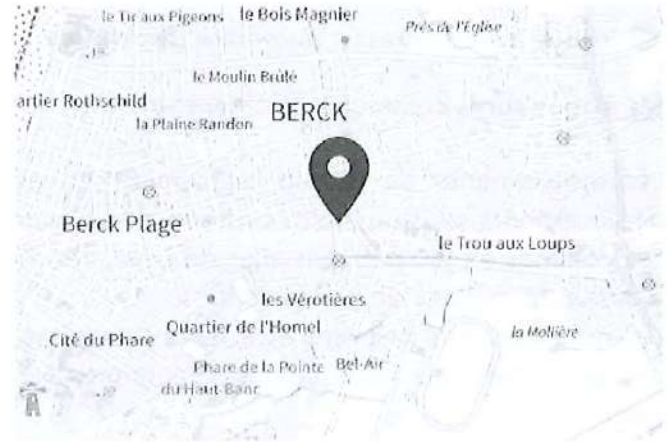 le Tir aux Pigeons le Bois Magnier
Prés de l'Église
le Moulin Brûlé
artier Rothschild
BERCK
la Plaine Randon
Berck Plage
le Trou aux Loups
les Vérotières
Quartier de l'Homel
Cité du Phare
la Mollière
Phare de la Pointe Bel-Air
du Haut-Banc